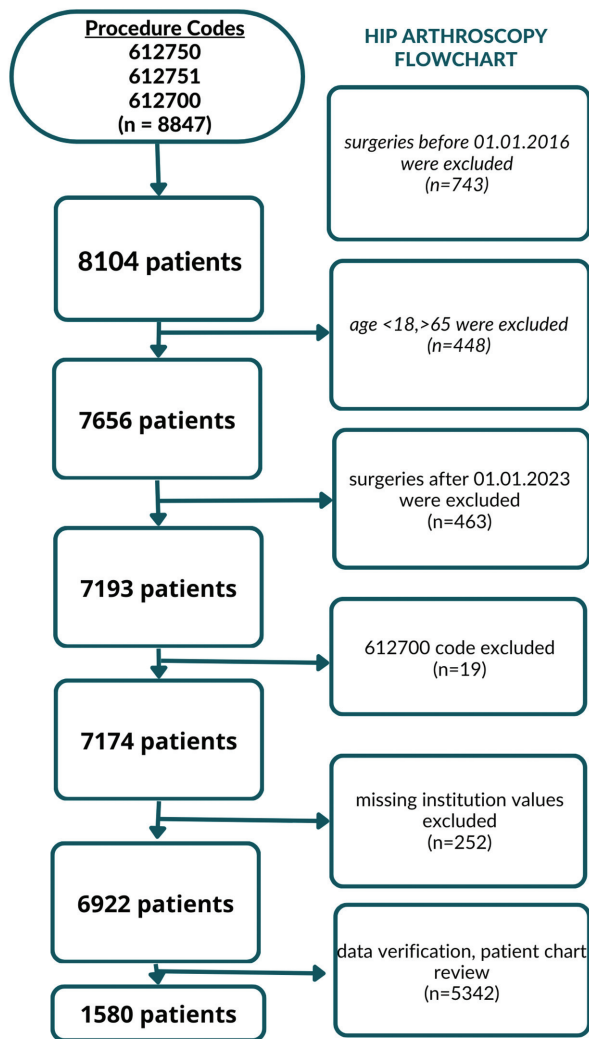 Procedure Codes
612750
612751
612700
(n = 8847)
HIP ARTHROSCOPY
FLOWCHART
surgeries before 01.01.2016
were excluded
(n=743)
8104 patients
age <18,>65 were excluded
(n=448)
7656 patients
surgeries after 01.01.2023
were excluded
(n=463)
7193 patients
612700 code excluded
(n=19)
7174 patients
missing institution values
excluded
(n=252)
6922 patients
data verification, patient chart
review
(n=5342)
1580 patients